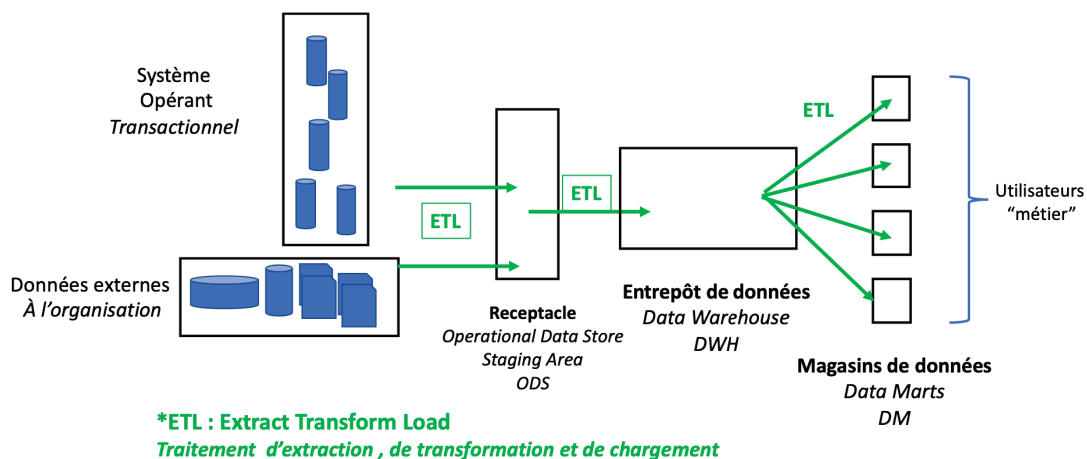 Système
Opérant
Transactionnel
Données externes
À l'organisation
ETL
ETL
ETL
Receptacle
Operational Data Store
Staging Area
ODS
Entrepôt de données
Data Warehouse
DWH
Magasins de données
Data Marts
DM
Utilisateurs
“métier”
*ETL : Extract Transform Load
Traitement d'extraction , de transformation et de chargement